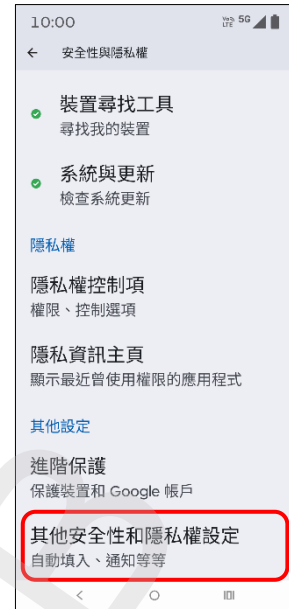 10:00 VoD LTE 5G
← 安全性與隱私權
裝置尋找工具
尋找我的裝置
系統與更新
檢查系統更新
隱私權
隱私權控制項
權限、控制選項
隱私資訊主頁
顯示最近曾使用權限的應用程式
其他設定
進階保護
保護裝置和 Google 帳戶
其他安全性和隱私權設定
自動填入、通知等等